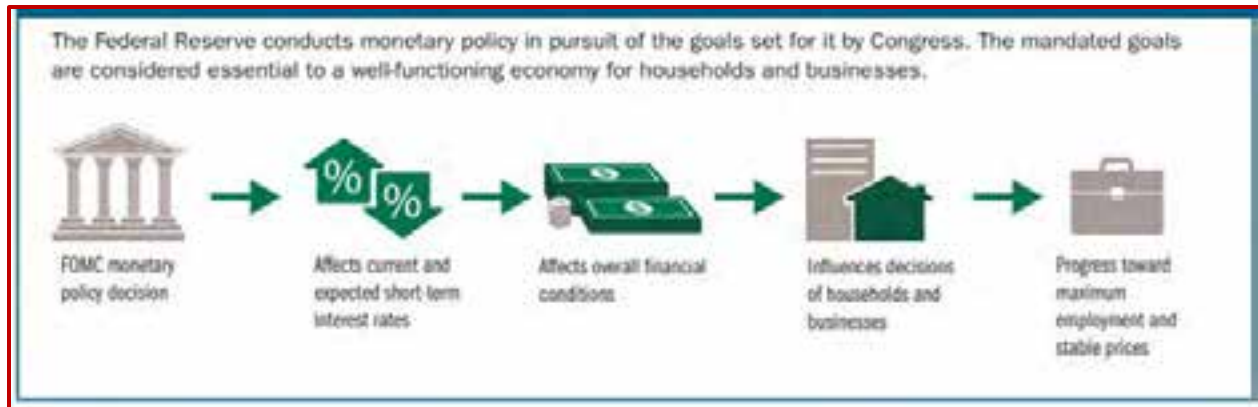 The Federal Reserve conducts monetary policy in pursuit of the goals set for it by Congress. The mandated goals
are considered essential to a well-functioning economy for households and businesses.
%
%
FOMC monetary
policy decision
Affects current and
expected short-term
interest rates
Affects overall financial
conditions
Influences decisions
of households and
businesses
Progress toward
maximum
employment and
stable prices